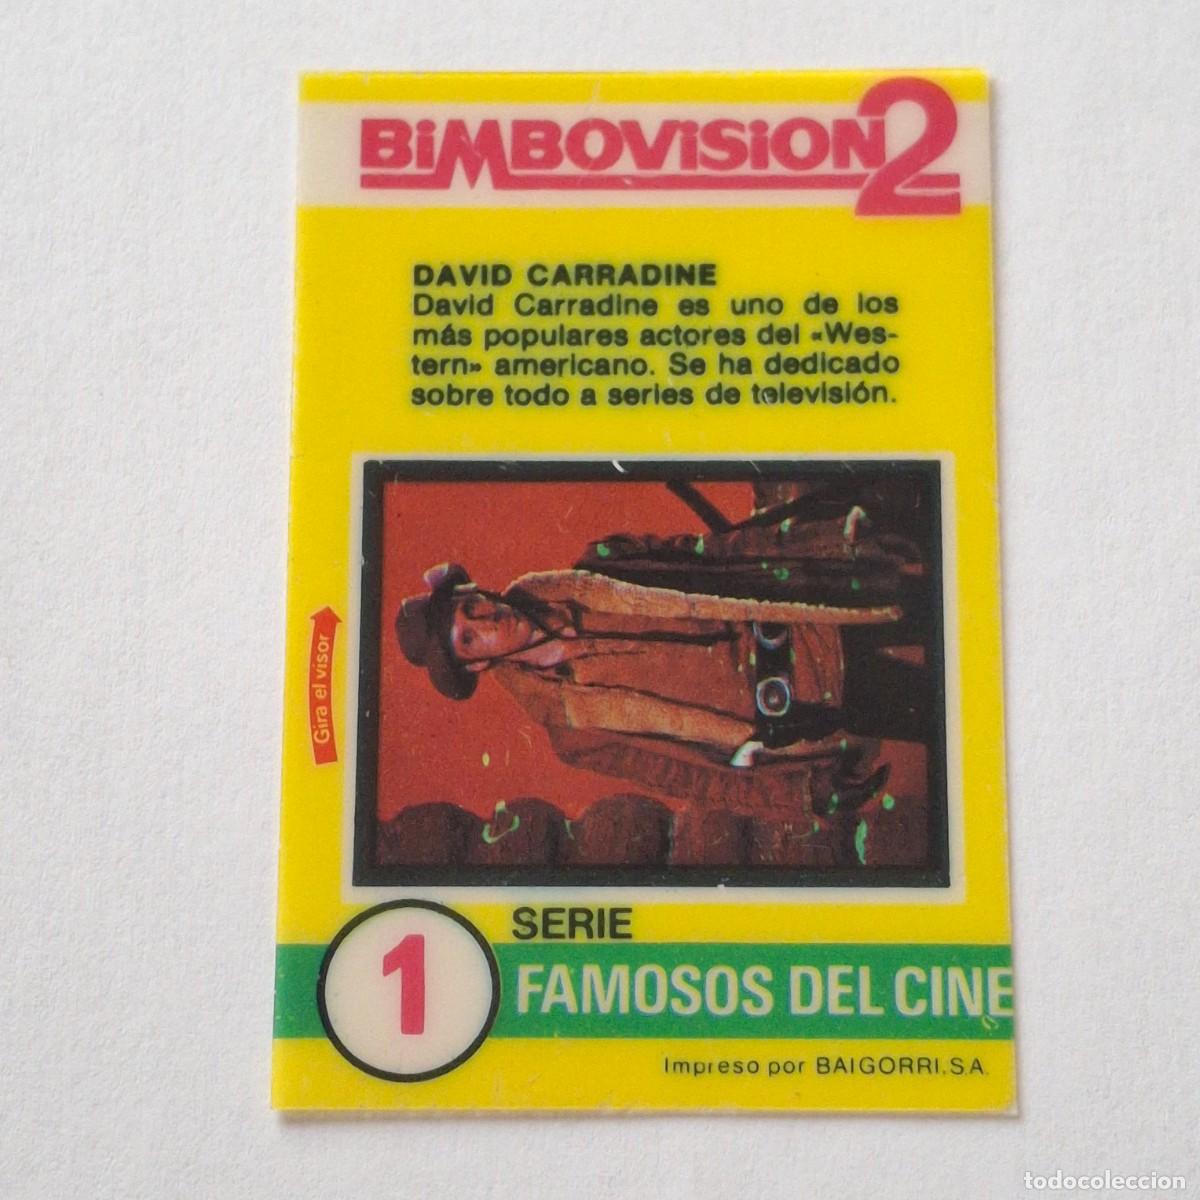 BiMBOViSiON2
DAVID CARRADINE
David Carradine es uno de los
más populares actores del «Wes-
tern» americano. Se ha dedicado
sobre todo a series de televisión.
Gira el visor
1
SERIE
FAMOSOS DEL CINE
Impreso por BAIGORRI.S.A.
todocoleccion